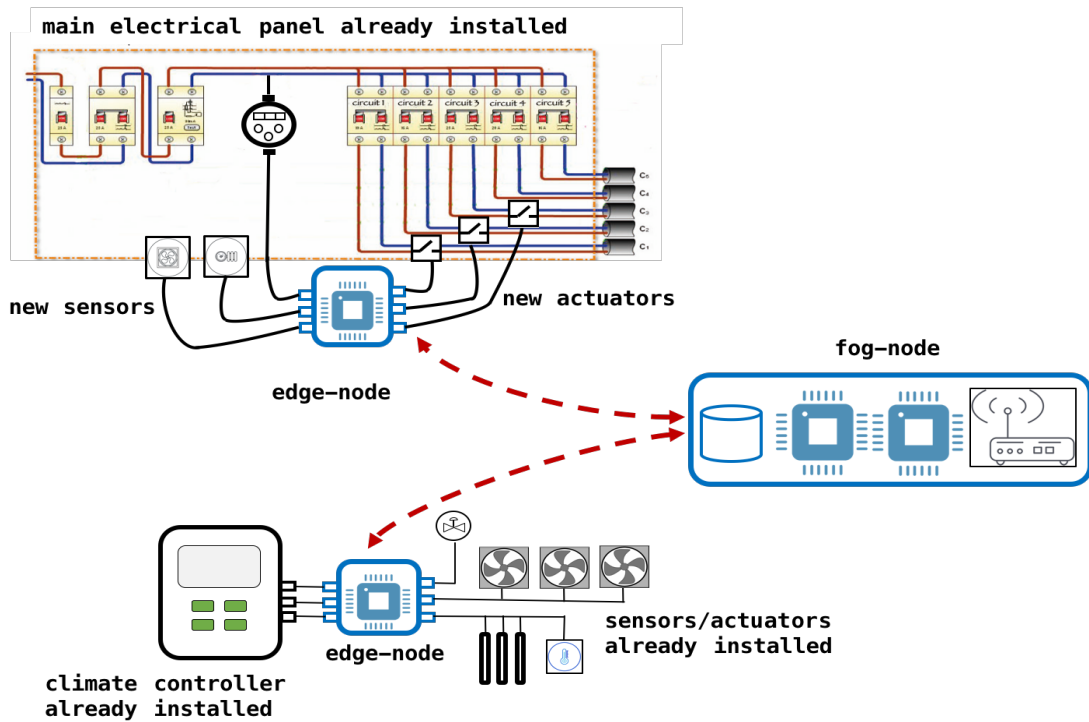 main electrical panel already installed
circuit 1 circuit 2 circuit 3 circuit 4 circuit 5
C₅
C₄
C₃
C₂
C₁
new sensors
new actuators
edge-node
fog-node
sensors/actuators
already installed
edge-node
climate controller
already installed